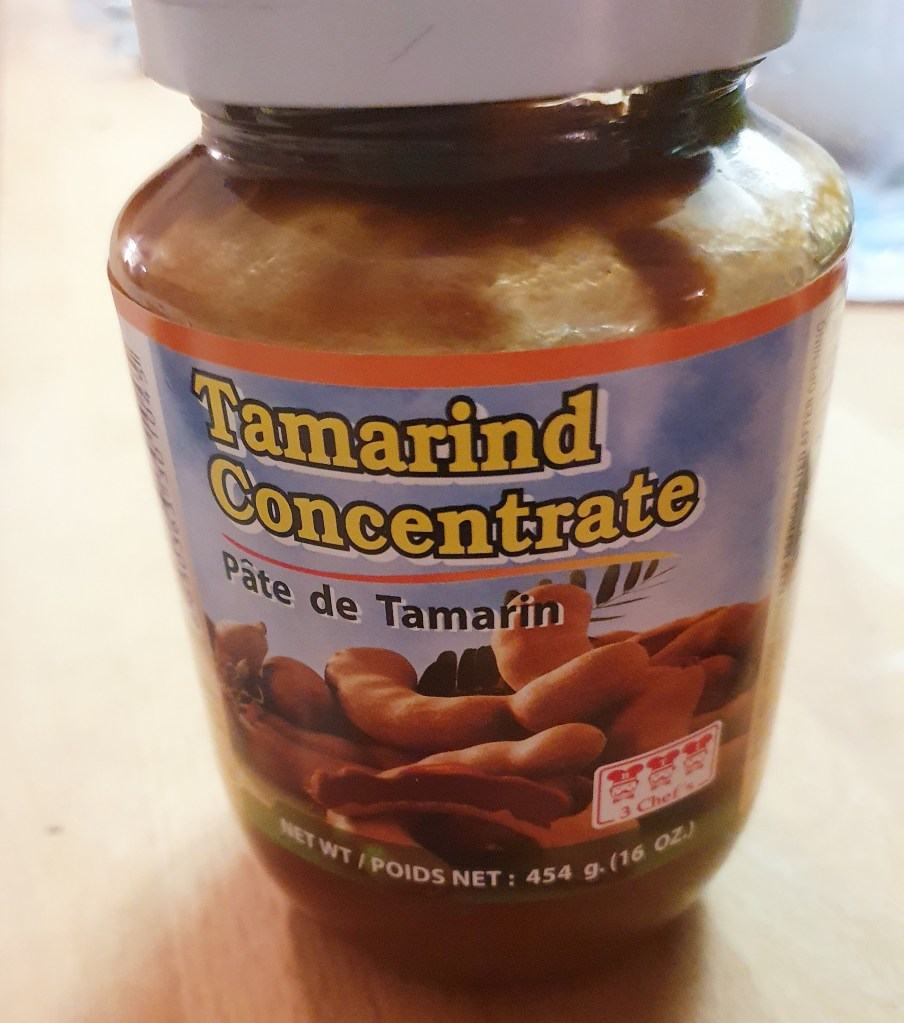 Tamarind
Concentrate
Pâte de Tamarin
3 Chef's
NET WT / POIDS NET : 454 g. (16 OZ.)